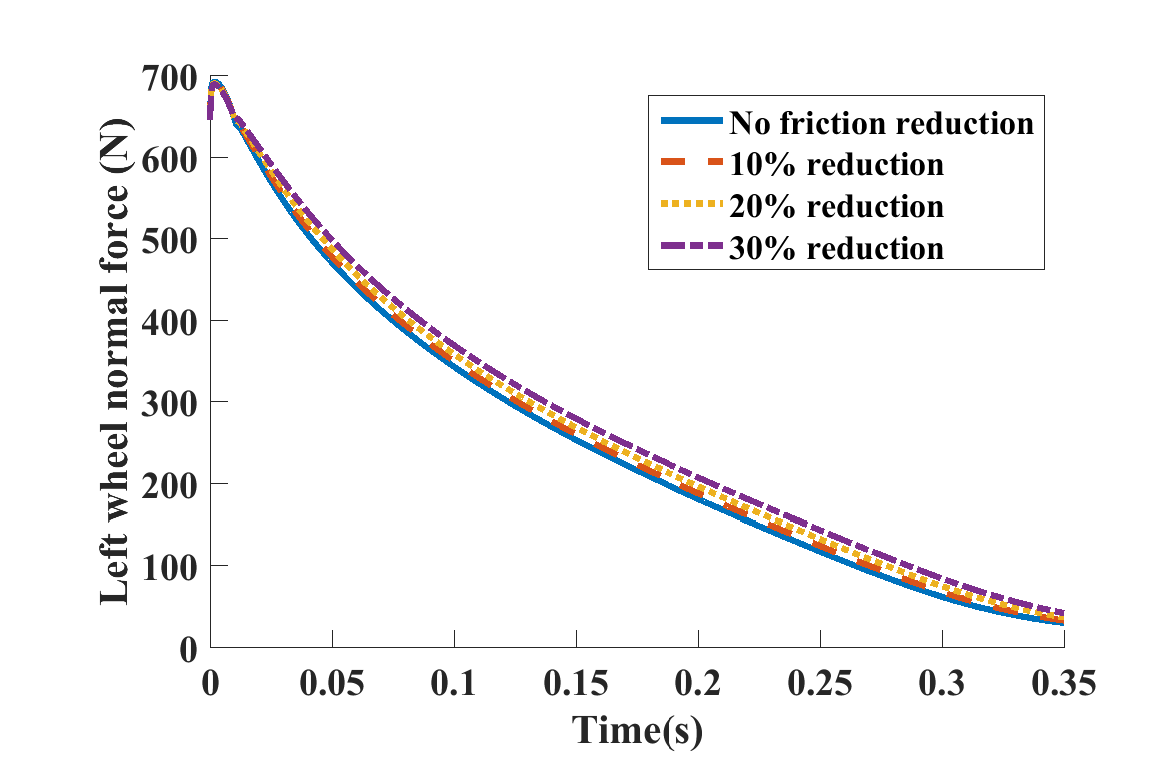 700
600
500
400
300
200
100
0
Left wheel normal force (N)
No friction reduction
10% reduction
20% reduction
30% reduction
0 0.05 0.1 0.15 0.2 0.25 0.3 0.35
Time(s)